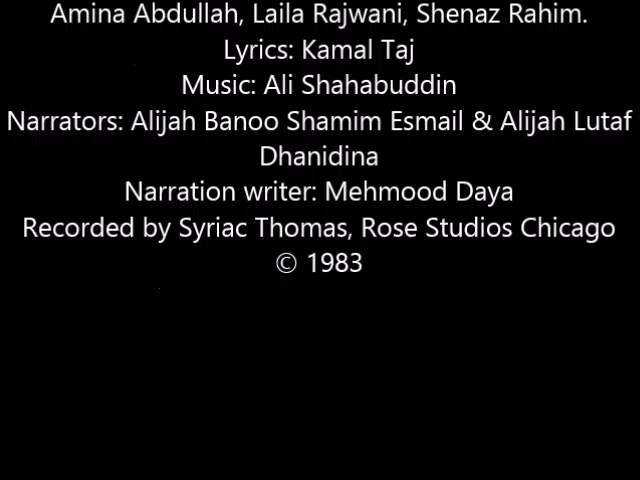 Amina Abdullah, Laila Rajwani, Shenaz Rahim.
Lyrics: Kamal Taj
Music: Ali Shahabuddin
Narrators: Alijah Banoo Shamim Esmail & Alijah Lutaf
Dhanidina
Narration writer: Mehmood Daya
Recorded by Syriac Thomas, Rose Studios Chicago
© 1983